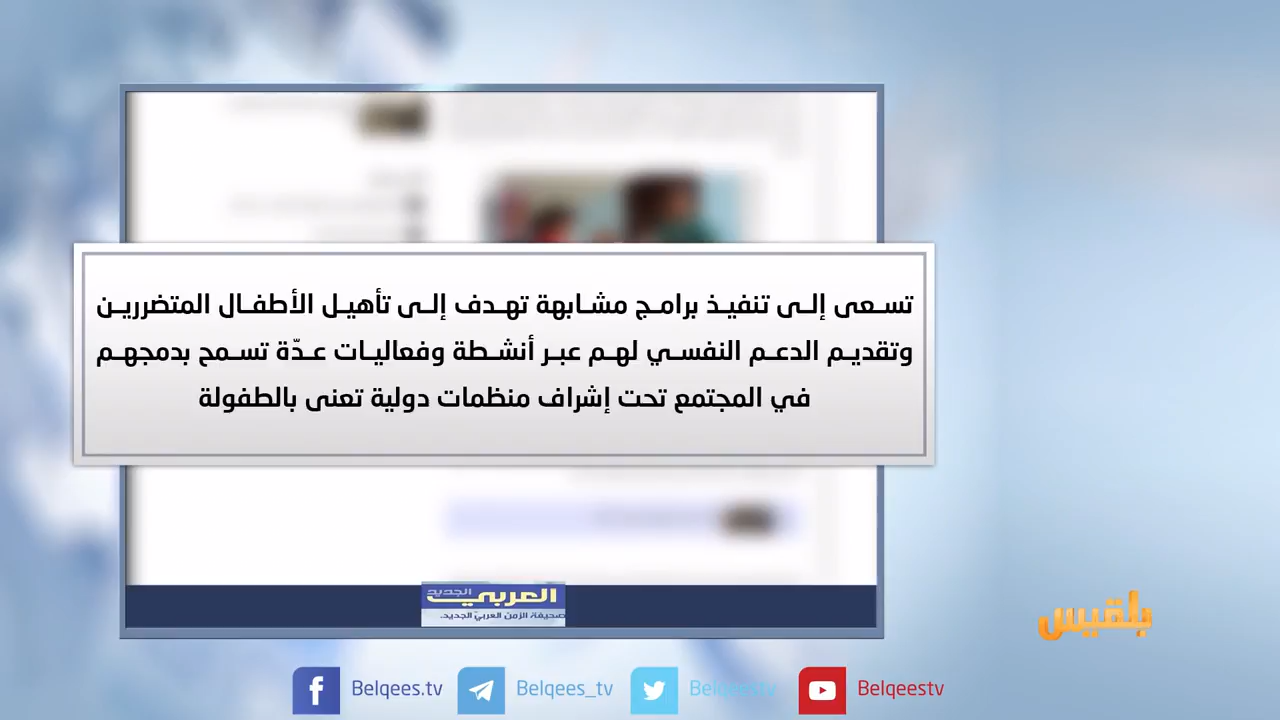 تسعى إلى تنفيذ برامج مشابهة تهدف إلى تأهيل الأطفال المتضررين
وتقديم الدعم النفسي لهم عبر أنشطة وفعاليات عدّة تسمح بدمجهم
في المجتمع تحت إشراف منظمات دولية تعنى بالطفولة
العربي الجديد
صحيفة الزمن العربيّ الجديد.
بلقيس
Belqees.tv
Belqees_tv
Belqeestv
Belqeestv